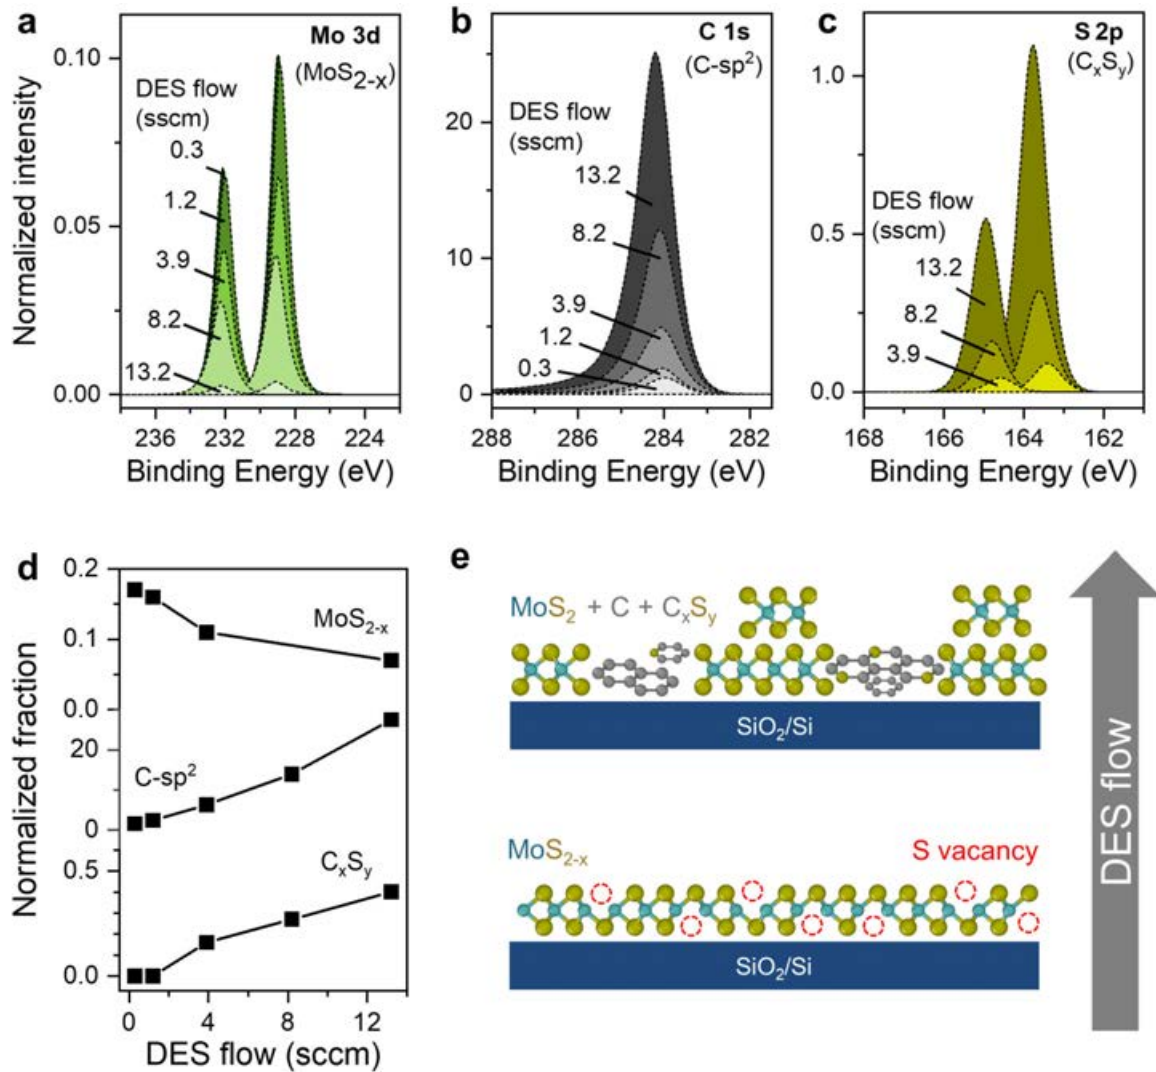 a
Mo 3d
(MoS2-x)
DES flow
(sscm)
0.3
1.2
3.9
8.2
13.2
0.10
0.05
0.00
Normalized intensity
236 232 228 224
Binding Energy (eV)
b
C 1s
(C-sp²)
DES flow
(sscm)
13.2
8.2
3.9
1.2
0.3
20
10
0
288 286 284 282
Binding Energy (eV)
c
S 2p
(CxSy)
DES flow
(sscm)
13.2
8.2
3.9
1.0
0.5
0.0
168 166 164 162
Binding Energy (eV)
d
0.2
0.1
0.0
MoS2-x
20
0
C-sp²
0.5
0.0
CxSy
Normalized fraction
0 4 8 12
DES flow (sccm)
e
MoS2 + C + CxSy
SiO2/Si
MoS2-x
S vacancy
SiO2/Si
DES flow